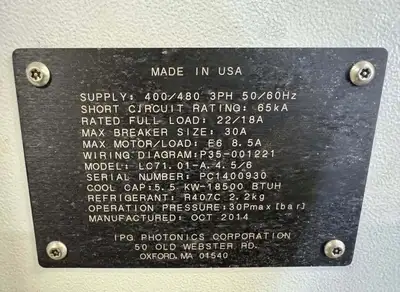 MADE IN USA
SUPPLY: 400/480 3PH 50/60Hz
SHORT CIRCUIT RATING: 65kA
RATED FULL LOAD: 22/18A
MAX BREAKER SIZE: 30A
MAX MOTOR/LOAD: E6 8.5A
WIRING DIAGRAM:P35-001221
MODEL: LC71.01-A.4.5/8
SERIAL NUMBER: PC1400930
COOL CAP:5.5 KW-18500 BTUH
REFRIGERANT: R407C 2.2kg
OPERATION PRESSURE:30Pmax[bar]
MANUFACTURED: OCT 2014
IPG PHOTONICS CORPORATION
50 OLD WEBSTER RD.
OXFORD, MA 01540